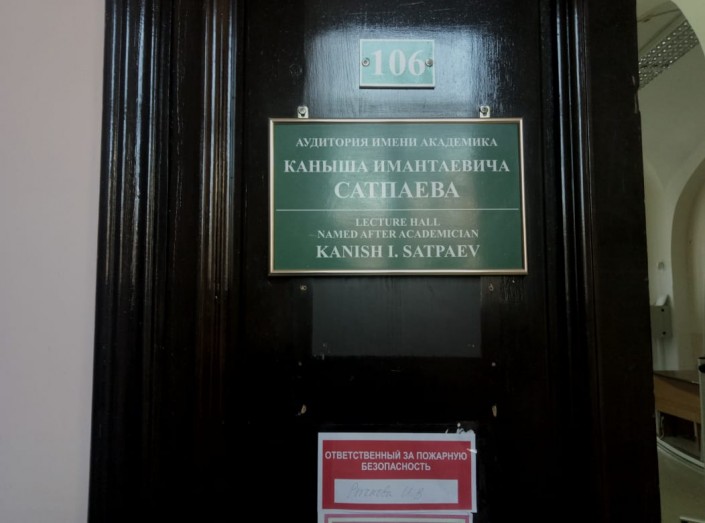 106
АУДИТОРИЯ ИМЕНИ АКАДЕМИКА
КАНЫША ИМАНТАЕВИЧА
САТПАЕВА
LECTURE HALL
NAMED AFTER ACADEMICIAN
KANISH I. SATPAEV
ОТВЕТСТВЕННЫЙ ЗА ПОЖАРНУЮ
БЕЗОПАСНОСТЬ